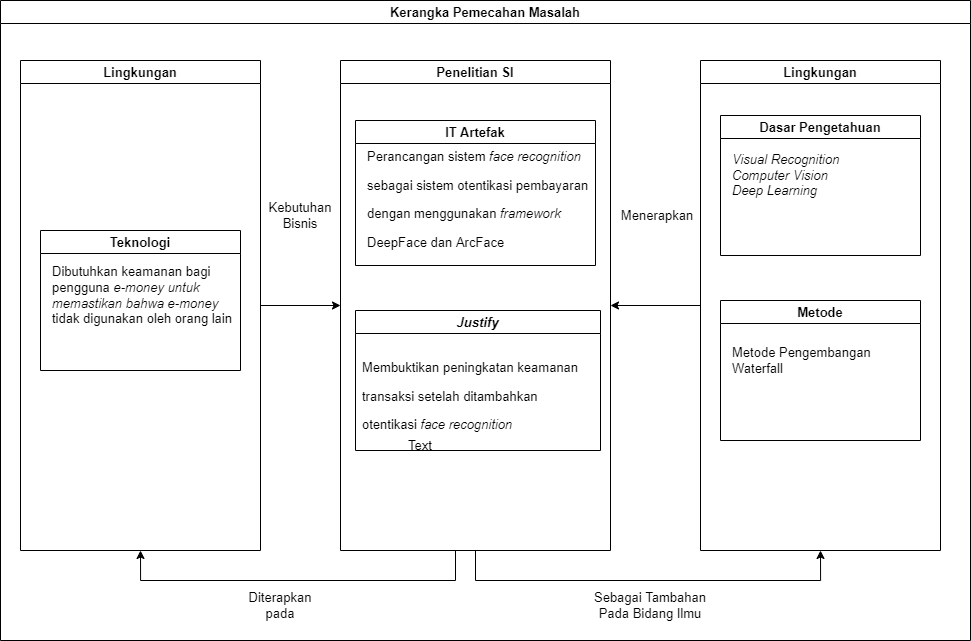 Kerangka Pemecahan Masalah
Lingkungan
Teknologi
Dibutuhkan keamanan bagi
pengguna e-money untuk
memastikan bahwa e-money
tidak digunakan oleh orang lain
Kebutuhan
Bisnis
Penelitian SI
IT Artefak
Perancangan sistem face recognition
sebagai sistem otentikasi pembayaran
dengan menggunakan framework
DeepFace dan ArcFace
Justify
Membuktikan peningkatan keamanan
transaksi setelah ditambahkan
otentikasi face recognition
Text
Menerapkan
Lingkungan
Dasar Pengetahuan
Visual Recognition
Computer Vision
Deep Learning
Metode
Metode Pengembangan
Waterfall
Diterapkan
pada
Sebagai Tambahan
Pada Bidang Ilmu